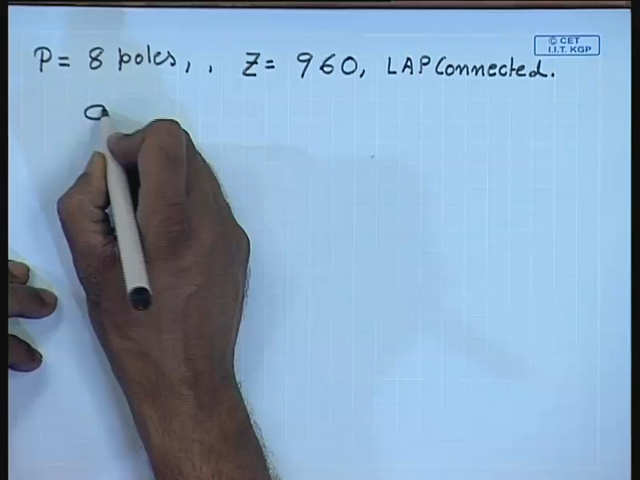 © CET
I.I.T. KGP
P = 8 poles, , Z = 960, LAP Connected.